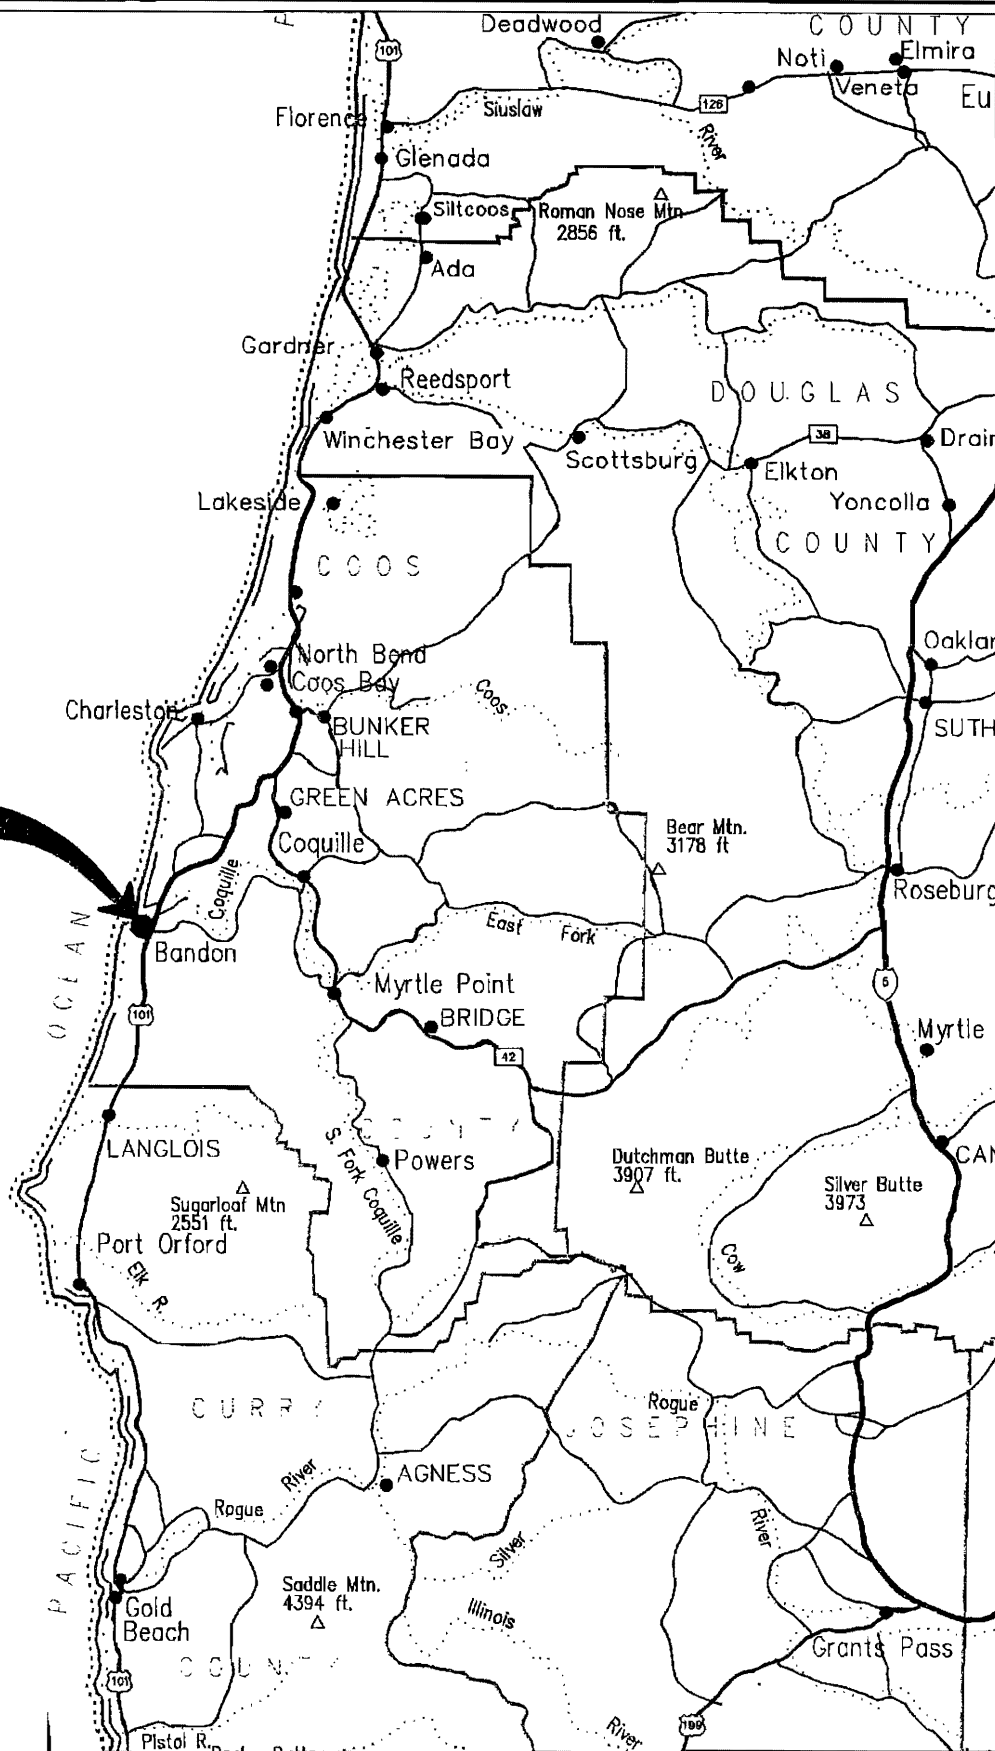 Deadwood
COUNTY
Noti
Elmira
Veneta
Eu
101
126
Siuslaw
River
Florence
Glenada
Siltcoos
Roman Nose Mtn
2856 ft.
Ada
Gardner
Reedsport
DOUGLAS
Winchester Bay
38
Drain
Scottsburg
Elkton
Lakeside
Yoncolla
COUNTY
COOS
North Bend
Coos Bay
Coos
Oaklan
Charleston
BUNKER
HILL
SUTH
GREEN ACRES
Coquille
Bear Mtn.
3178 ft
Coquille
Roseburg
East Fork
Bandon
OCEAN
Myrtle Point
5
101
BRIDGE
Myrtle
42
COUNTY
LANGLOIS
S. Fork Coquille
Powers
Dutchman Butte
3907 ft.
CAN
Sugarloaf Mtn
2551 ft.
Silver Butte
3973
Port Orford
Elk R.
Cow
CURRY
Rogue
JOSEPHINE
PACIFIC
River
AGNESS
Rogue
River
Silver
Saddle Mtn.
4394 ft.
Illinois
Gold
Beach
Grants Pass
COUNTY
101
199
River
Pistol R.